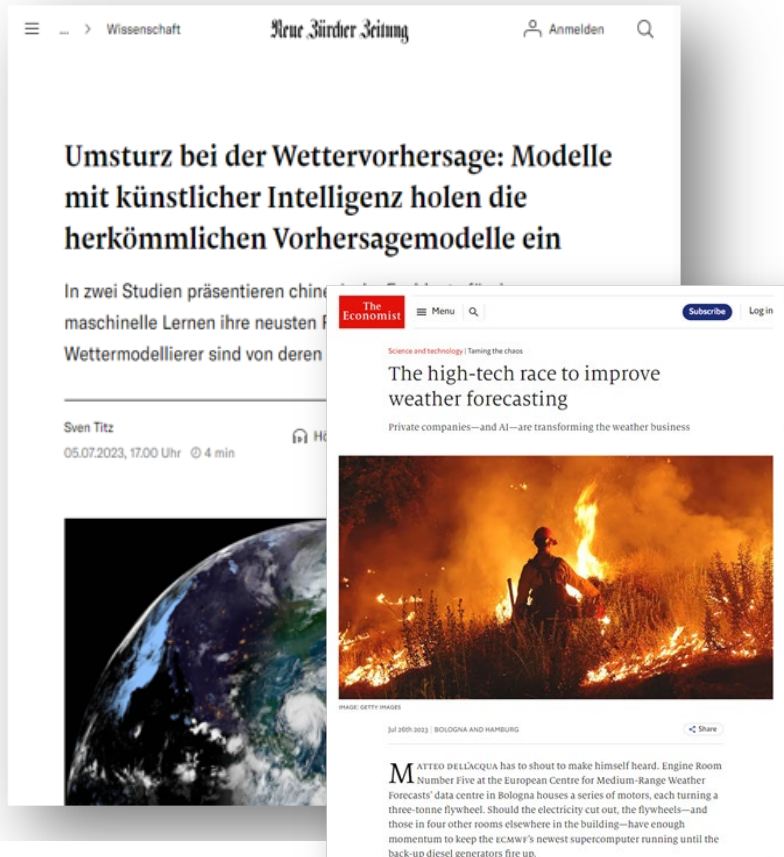 ... > Wissenschaft
Neue Zürcher Zeitung
Anmelden
Umsturz bei der Wettervorhersage: Modelle
mit künstlicher Intelligenz holen die
herkömmlichen Vorhersagemodelle ein
In zwei Studien präsentieren
maschinelle Lernen ihre neusten
Wettermodellierer sind von deren
Sven Titz
05.07.2023, 17.00 Uhr 4 min
The
Economist
Menu
Subscribe
Log in
Science and technology | Taming the chaos
The high-tech race to improve
weather forecasting
Private companies—and AI—are transforming the weather business
IMAGE: GETTY IMAGES
Jul 26th 2023 | BOLOGNA AND HAMBURG
Share
MATTEO DELL'ACQUA has to shout to make himself heard. Engine Room
Number Five at the European Centre for Medium-Range Weather
Forecasts' data centre in Bologna houses a series of motors, each turning a
three-tonne flywheel. Should the electricity cut out, the flywheels—and
those in four other rooms elsewhere in the building—have enough
momentum to keep the ECMWF's newest supercomputer running until the
back-up diesel generators fire up.